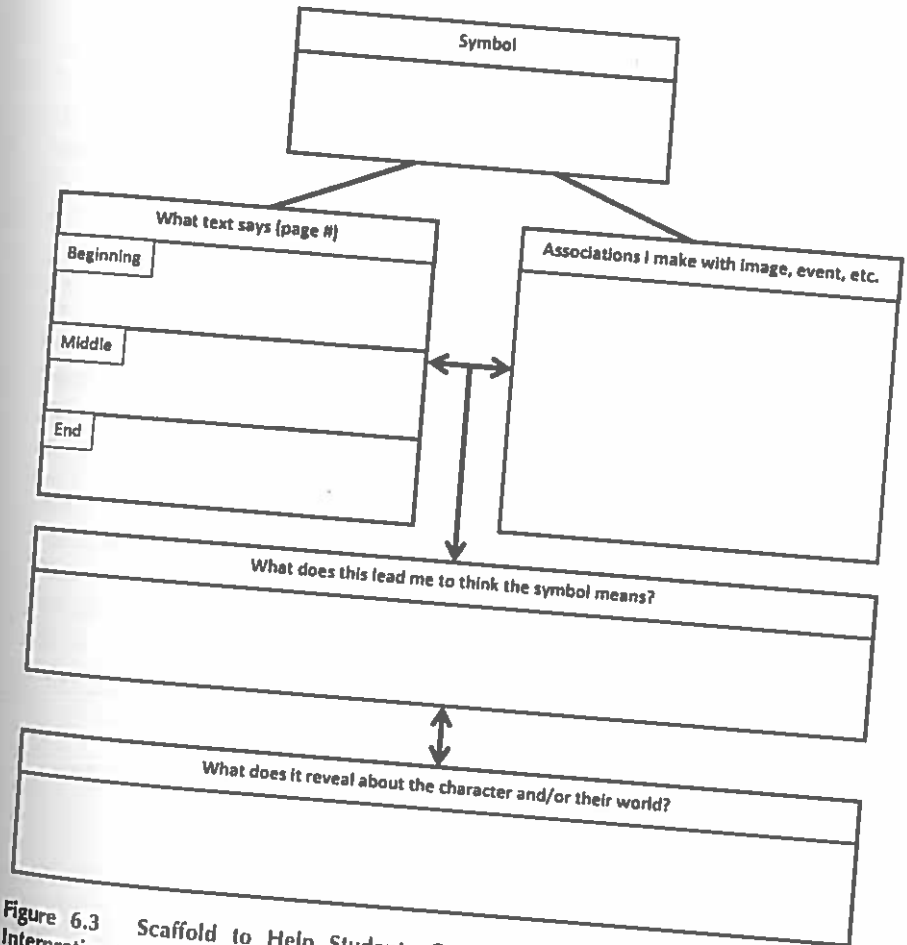 Symbol
What text says (page #)
Beginning
Middle
End
Associations I make with image, event, etc.
What does this lead me to think the symbol means?
What does it reveal about the character and/or their world?
Figure 6.3 Scaffold to Help Students